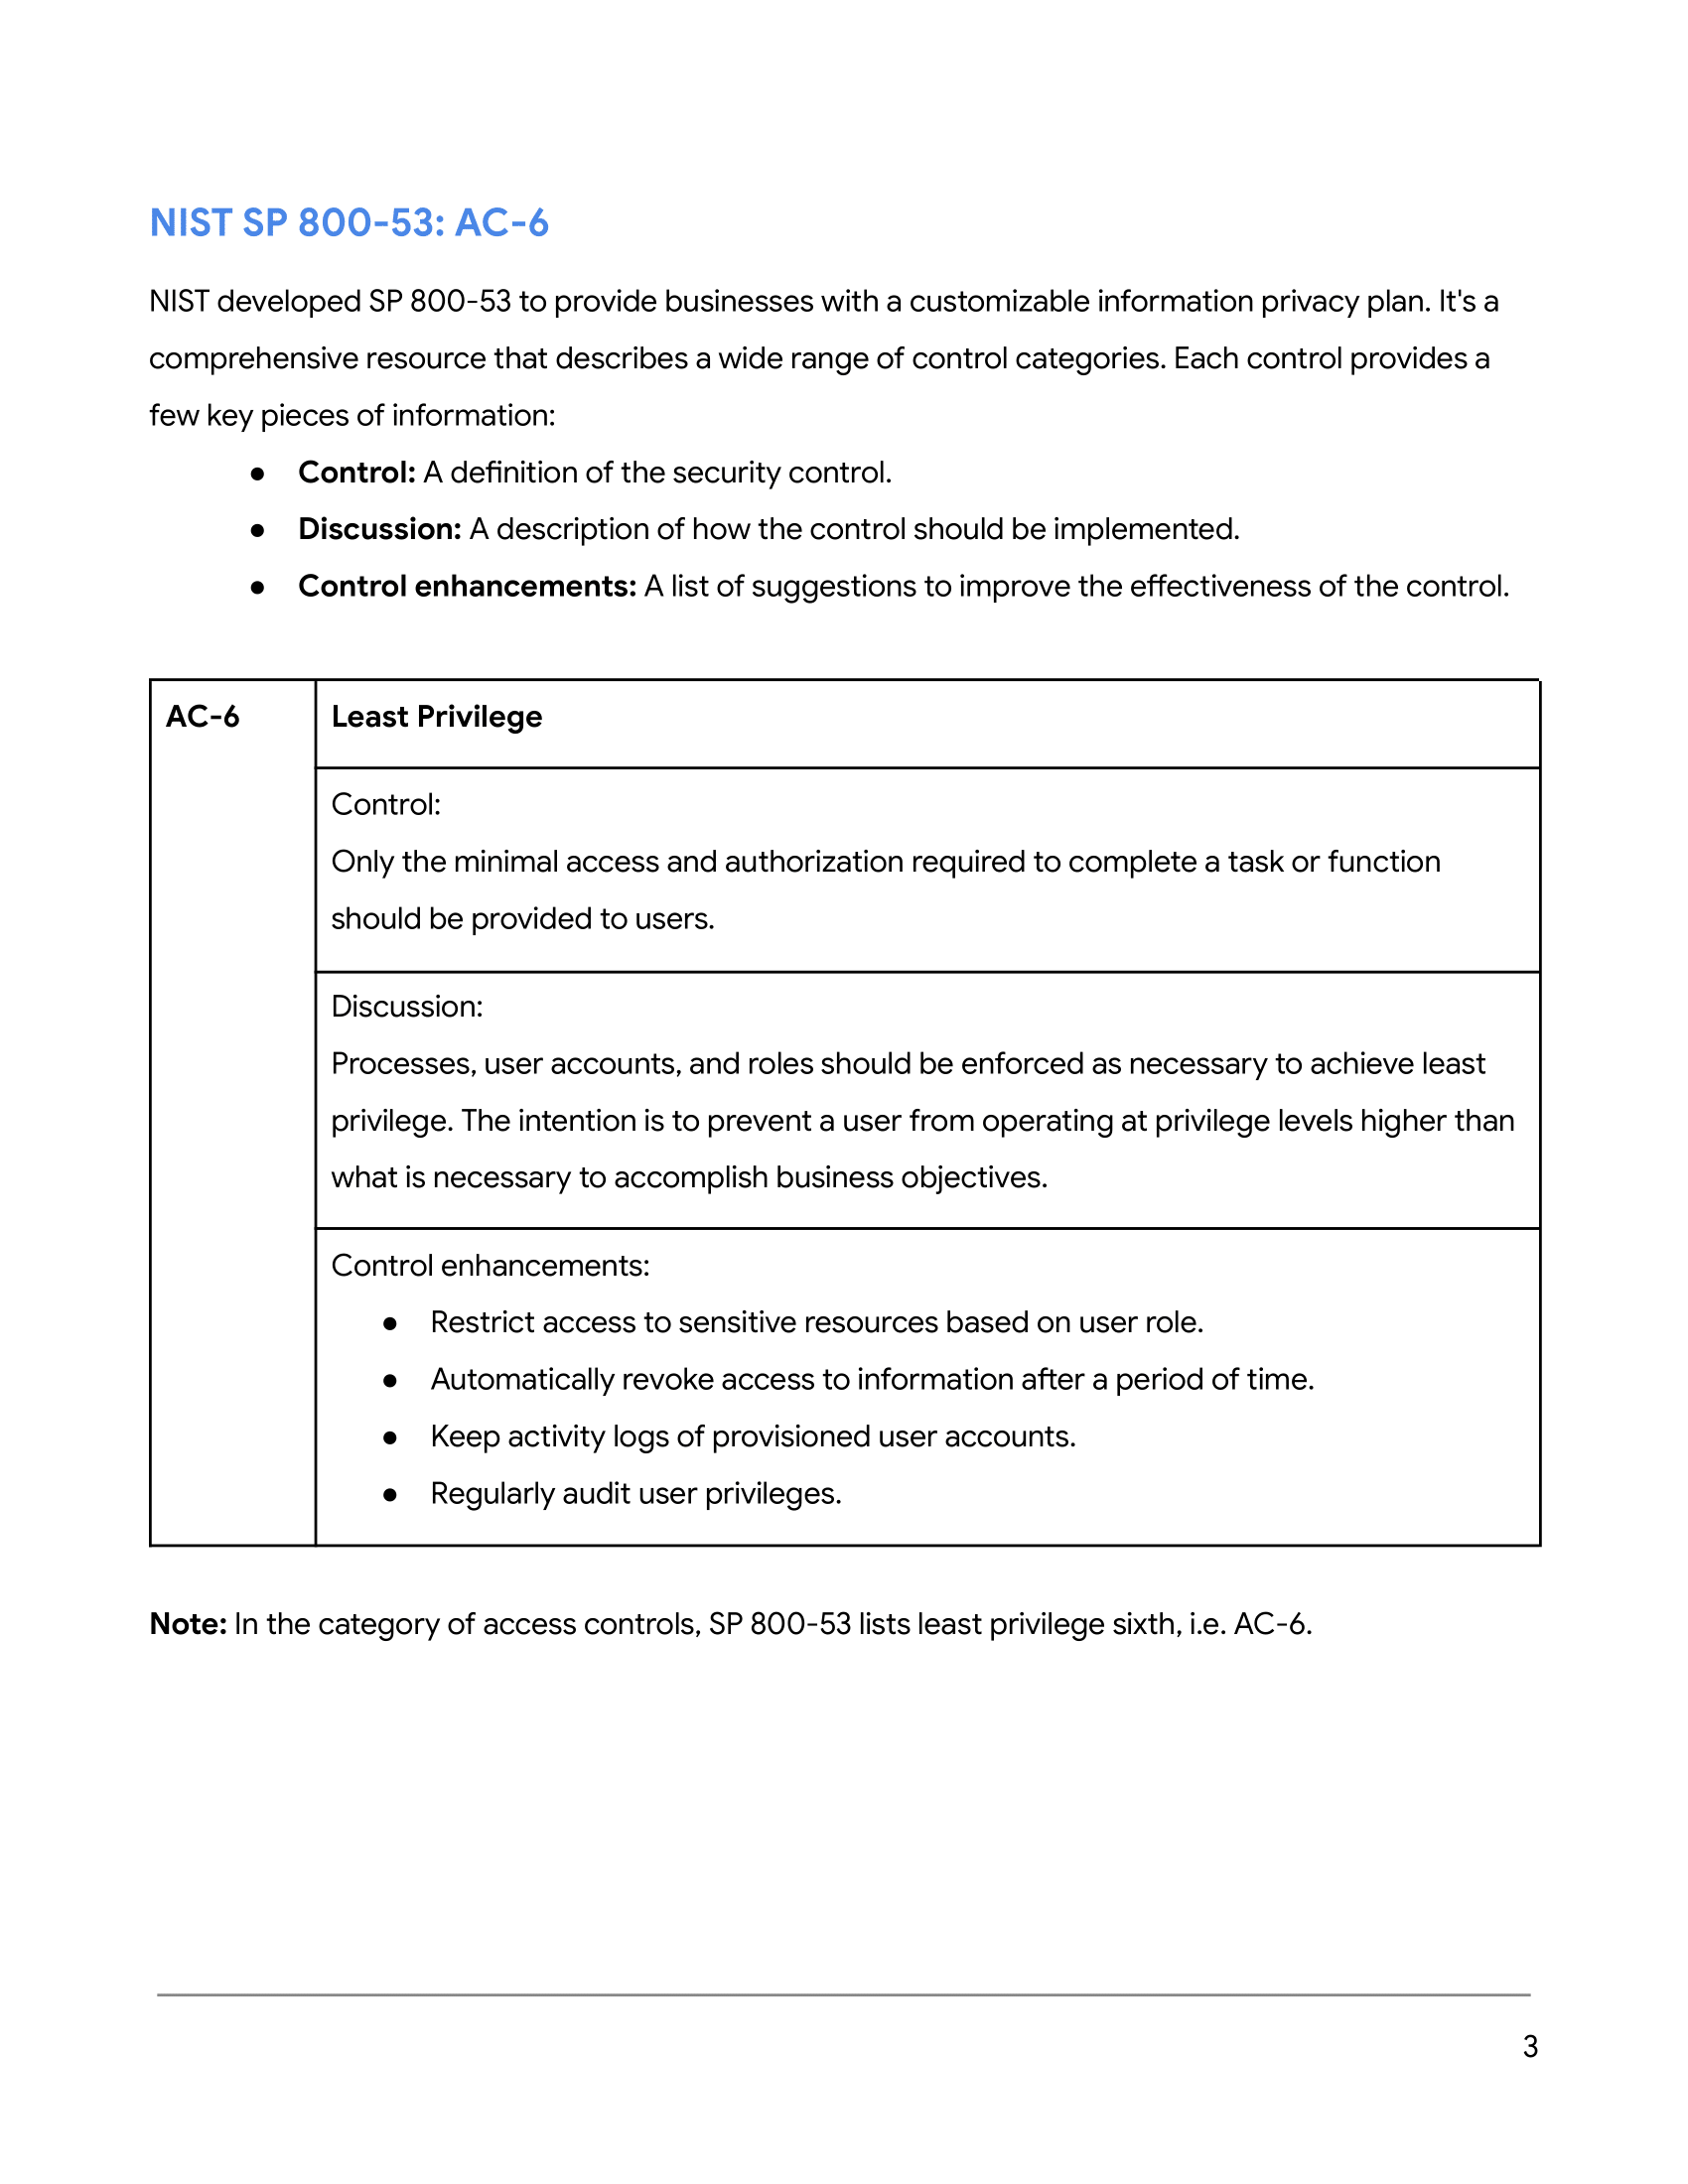 NIST SP 800-53: AC-6
NIST developed SP 800-53 to provide businesses with a customizable information privacy plan. It's a
comprehensive resource that describes a wide range of control categories. Each control provides a
few key pieces of information:
● Control: A definition of the security control.
● Discussion: A description of how the control should be implemented.
● Control enhancements: A list of suggestions to improve the effectiveness of the control.
AC-6
Least Privilege
Control:
Only the minimal access and authorization required to complete a task or function
should be provided to users.
Discussion:
Processes, user accounts, and roles should be enforced as necessary to achieve least
privilege. The intention is to prevent a user from operating at privilege levels higher than
what is necessary to accomplish business objectives.
Control enhancements:
● Restrict access to sensitive resources based on user role.
● Automatically revoke access to information after a period of time.
● Keep activity logs of provisioned user accounts.
● Regularly audit user privileges.
Note: In the category of access controls, SP 800-53 lists least privilege sixth, i.e. AC-6.
3